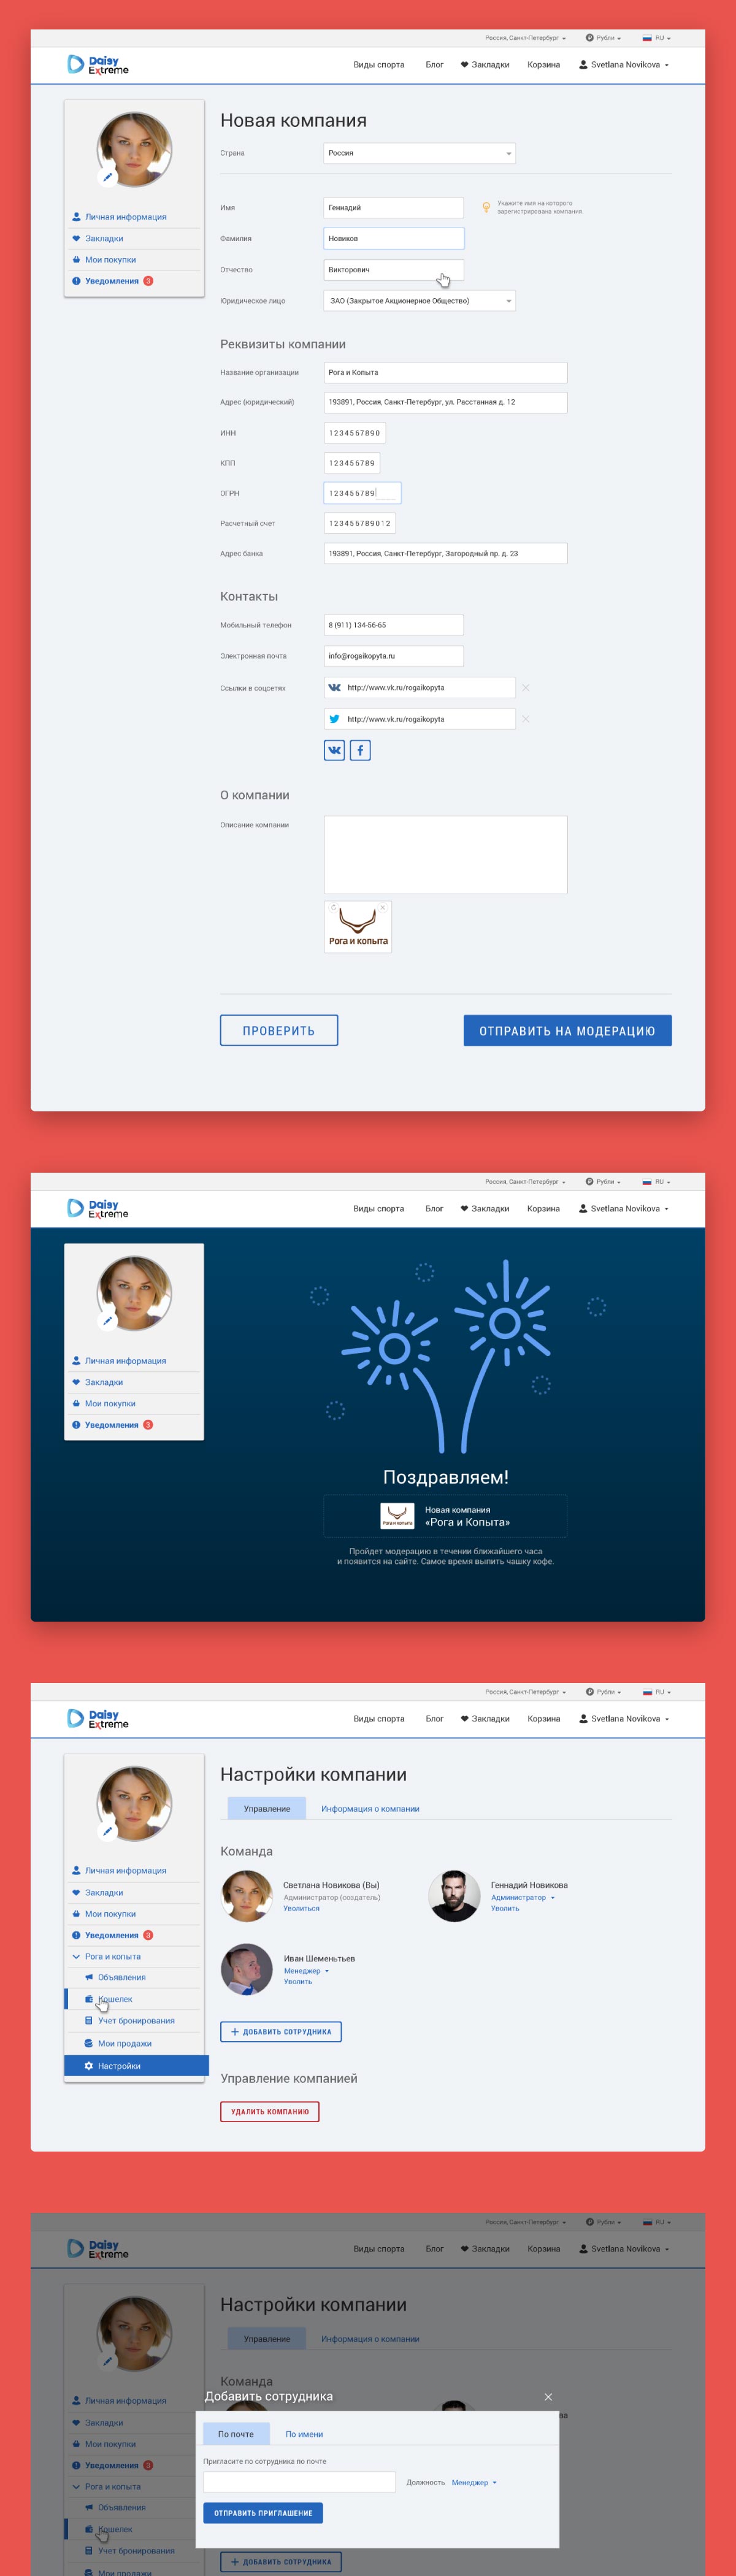 Россия, Санкт-Петербург Рубли RU
Daisy Extreme
Виды спорта Блог Закладки Корзина Svetlana Novikova
Личная информация
Закладки
Мои покупки
Уведомления 3
Новая компания
Страна Россия
Имя Геннадий
Укажите имя на которого
зарегистрирована компания.
Фамилия Новиков
Отчество Викторович
Юридическое лицо ЗАО (Закрытое Акционерное Общество)
Реквизиты компании
Название организации Рога и Копыта
Адрес (юридический) 193891, Россия, Санкт-Петербург, ул. Расстанная д. 12
ИНН 1234567890
КПП 123456789
ОГРН 123456789
Расчетный счет 123456789012
Адрес банка 193891, Россия, Санкт-Петербург, Загородный пр. д. 23
Контакты
Мобильный телефон 8 (911) 134-56-65
Электронная почта info@rogaikopyta.ru
Ссылки в соцсетях http://www.vk.ru/rogaikopyta
http://www.vk.ru/rogaikopyta
О компании
Описание компании
Рога и копыта
ПРОВЕРИТЬ ОТПРАВИТЬ НА МОДЕРАЦИЮ
Россия, Санкт-Петербург Рубли RU
Daisy Extreme
Виды спорта Блог Закладки Корзина Svetlana Novikova
Личная информация
Закладки
Мои покупки
Уведомления 3
Поздравляем!
Рога и копыта
Новая компания
«Рога и Копыта»
Пройдет модерацию в течении ближайшего часа
и появится на сайте. Самое время выпить чашку кофе.
Россия, Санкт-Петербург Рубли RU
Daisy Extreme
Виды спорта Блог Закладки Корзина Svetlana Novikova
Личная информация
Закладки
Мои покупки
Уведомления 3
Рога и копыта
Объявления
Кошелек
Учет бронирования
Мои продажи
Настройки
Настройки компании
Управление Информация о компании
Команда
Светлана Новикова (Вы)
Администратор (создатель)
Уволиться
Геннадий Новикова
Администратор
Уволить
Иван Шеменьтьев
Менеджер
Уволить
+ ДОБАВИТЬ СОТРУДНИКА
Управление компанией
УДАЛИТЬ КОМПАНИЮ
Россия, Санкт-Петербург Рубли RU
Daisy Extreme
Виды спорта Блог Закладки Корзина Svetlana Novikova
Личная информация
Закладки
Мои покупки
Уведомления 3
Рога и копыта
Объявления
Кошелек
Учет бронирования
Мои продажи
Настройки компании
Управление Информация о компании
Команда
Добавить сотрудника
По почте По имени
Пригласите по сотрудника по почте
Должность Менеджер
ОТПРАВИТЬ ПРИГЛАШЕНИЕ
+ ДОБАВИТЬ СОТРУДНИКА